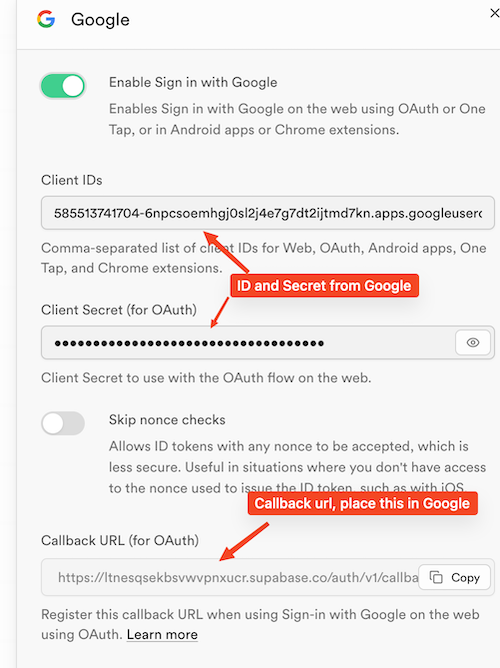 Google
Enable Sign in with Google
Enables Sign in with Google on the web using OAuth or One
Tap, or in Android apps or Chrome extensions.
Client IDs
585513741704-6npcsoemhgj0sl2j4e7g7dt2ijtmd7kn.apps.googleuserc
Comma-separated list of client IDs for Web, OAuth, Android apps, One
Tap, and Chrome extensions.
ID and Secret from Google
Client Secret (for OAuth)
Client Secret to use with the OAuth flow on the web.
Skip nonce checks
Allows ID tokens with any nonce to be accepted, which is
less secure. Useful in situations where you don't have access
to the nonce used to issue the ID token, such as with iOS.
Callback url, place this in Google
Callback URL (for OAuth)
https://ltnesqsekbsvwvpnxucr.supabase.co/auth/v1/callba
Copy
Register this callback URL when using Sign-in with Google on the web
using OAuth. Learn more